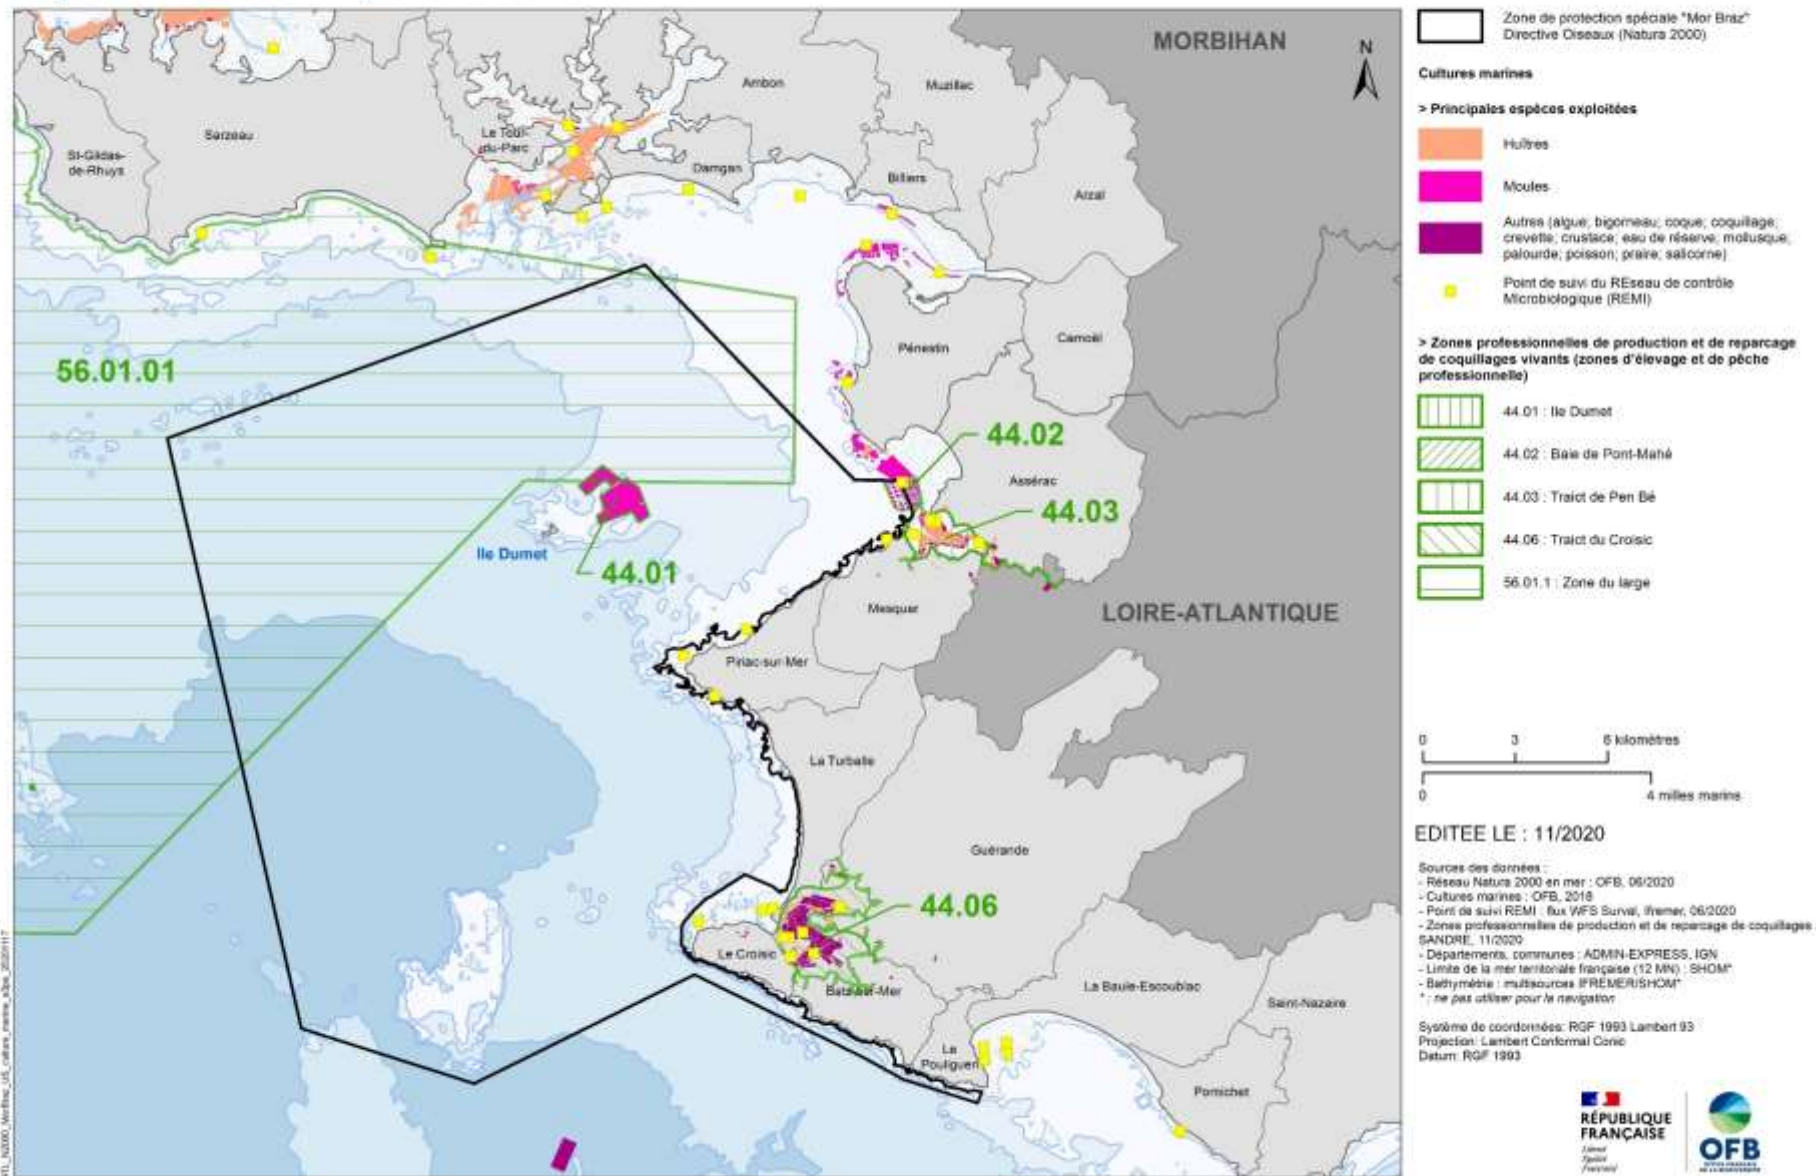 MORBIHAN
N
Ambon
Muzillac
Sarzeau
Le Tour-
du-Parc
St-Gildas-
de-Rhuys
Damgan
Billiers
Arzal
Pénestin
Camoël
56.01.01
44.02
Assérac
44.03
Ile Dumet
44.01
Mesquer
LOIRE-ATLANTIQUE
Piriac-sur-Mer
La Turballe
Guérande
44.06
Le Croisic
Batz-sur-Mer
La Baule-Escoublac
Saint-Nazaire
La
Pouliguen
Pornichet
Zone de protection spéciale "Mor Braz"
Directive Oiseaux (Natura 2000)
Cultures marines
> Principales espèces exploitées
Huîtres
Moules
Autres (algue; bigorneau; coque; coquillage;
crevette; crustace; eau de réserve; mollusque;
palourde; poisson; praire; salicorne)
Point de suivi du REseau de contrôle
Microbiologique (REMI)
> Zones professionnelles de production et de reparcage
de coquillages vivants (zones d'élevage et de pêche
professionnelle)
44.01 : Ile Dumet
44.02 : Baie de Pont-Mahé
44.03 : Traict de Pen Bé
44.06 : Traict du Croisic
56.01.1 : Zone du large
0 3 6 kilomètres
0 4 milles marins
EDITEE LE : 11/2020
Sources des données :
- Réseau Natura 2000 en mer : OFB, 06/2020
- Cultures marines : OFB, 2018
- Point de suivi REMI : flux WFS Surval, Ifremer, 06/2020
- Zones professionnelles de production et de reparcage de coquillages :
SANDRE, 11/2020
- Départements, communes : ADMIN-EXPRESS, IGN
- Limite de la mer territoriale française (12 MN) : SHOM*
- Bathymétrie : multisources IFREMER/SHOM*
* : ne pas utiliser pour la navigation
Système de coordonnées: RGF 1993 Lambert 93
Projection: Lambert Conformal Conic
Datum: RGF 1993
RÉPUBLIQUE
FRANÇAISE
Liberté
Égalité
Fraternité
OFB